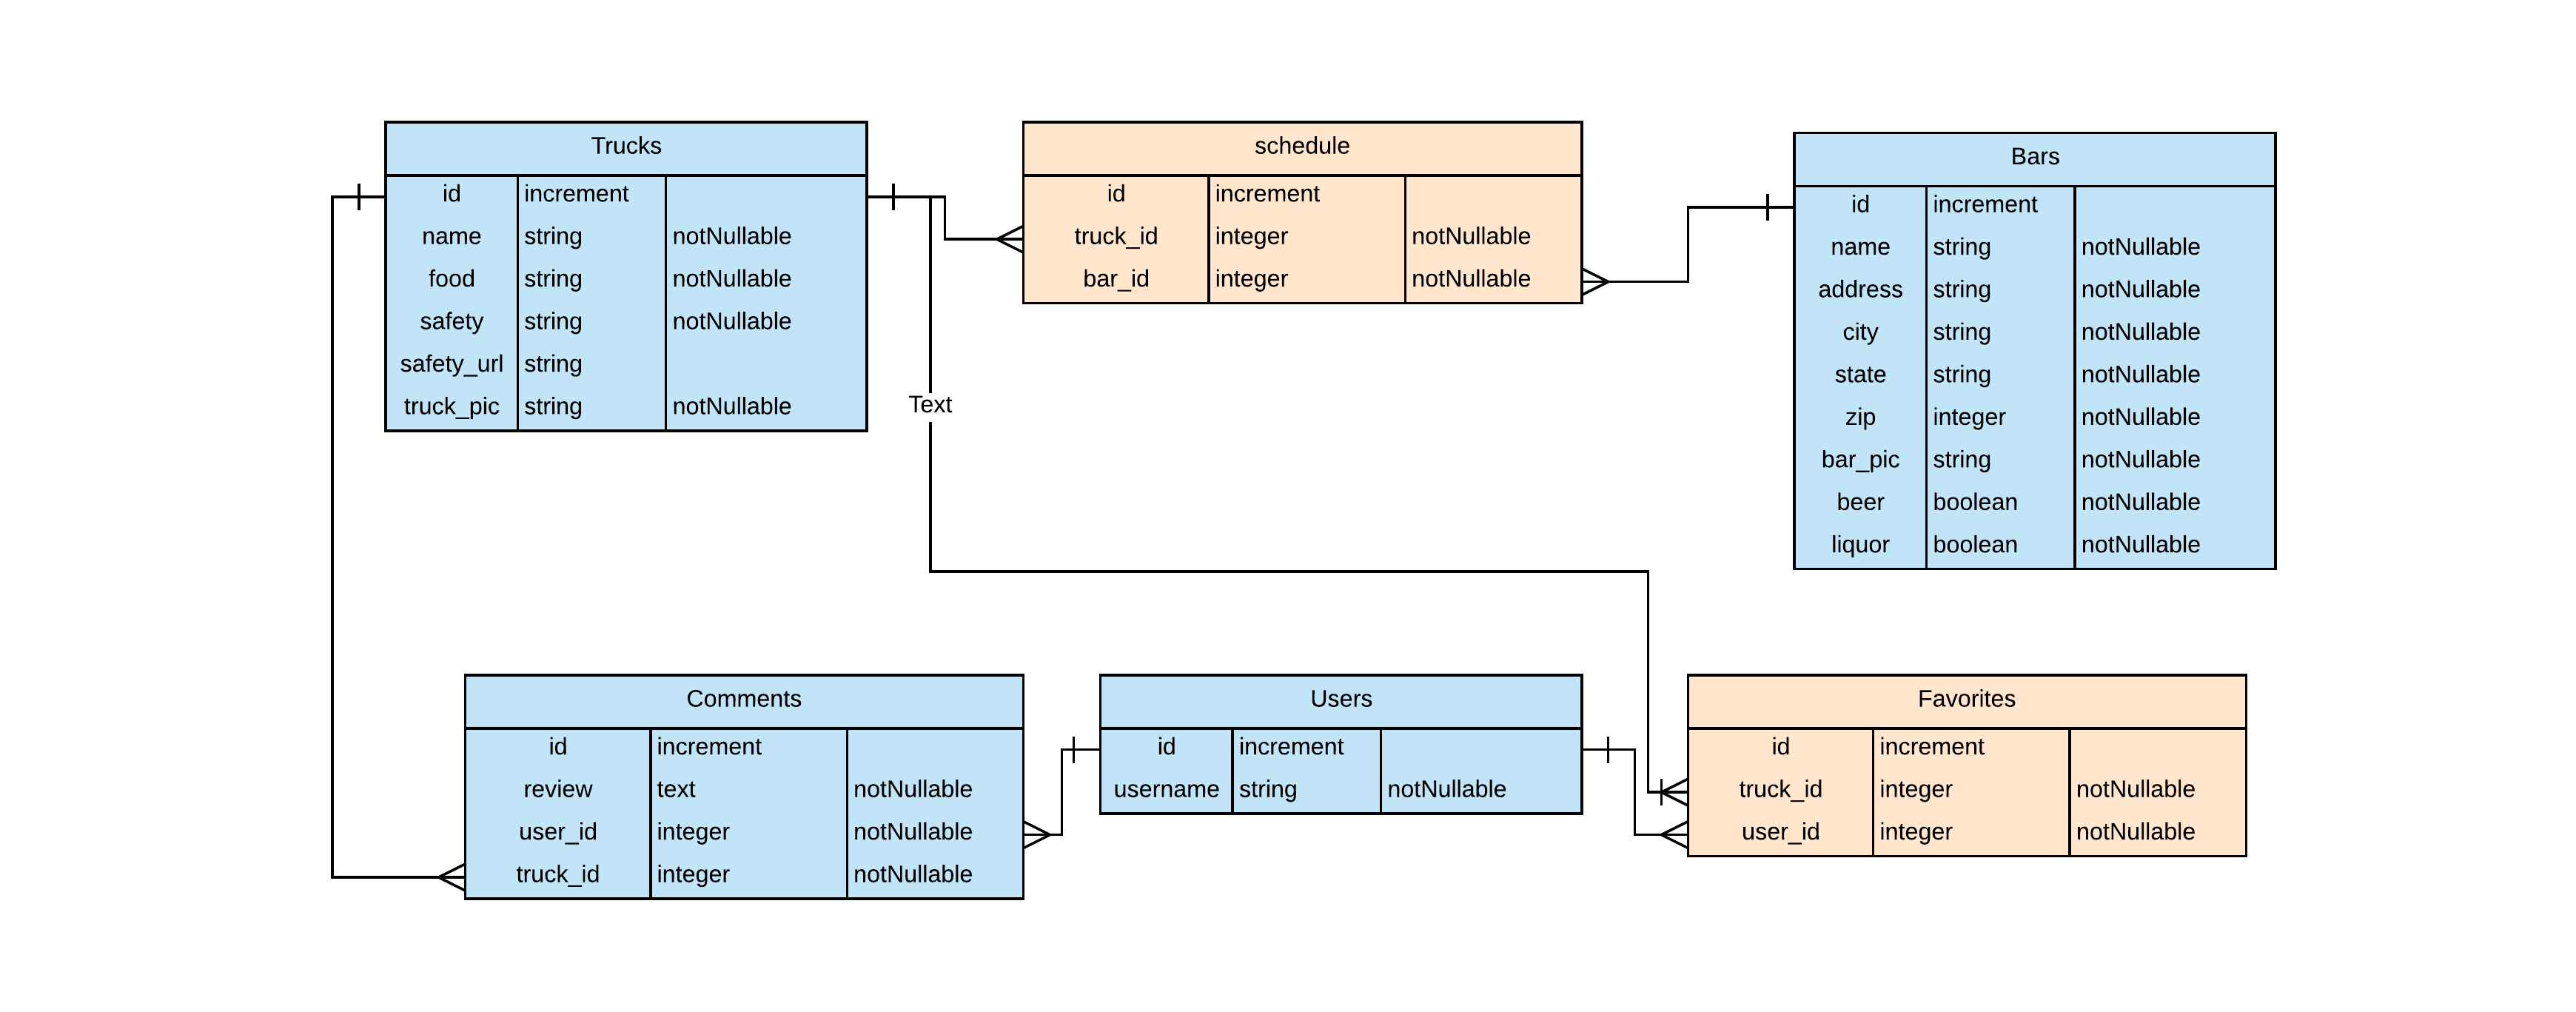 Trucks
id increment
name string notNullable
food string notNullable
safety string notNullable
safety_url string
truck_pic string notNullable
schedule
id increment
truck_id integer notNullable
bar_id integer notNullable
Bars
id increment
name string notNullable
address string notNullable
city string notNullable
state string notNullable
zip integer notNullable
bar_pic string notNullable
beer boolean notNullable
liquor boolean notNullable
Text
Comments
id increment
review text notNullable
user_id integer notNullable
truck_id integer notNullable
Users
id increment
username string notNullable
Favorites
id increment
truck_id integer notNullable
user_id integer notNullable